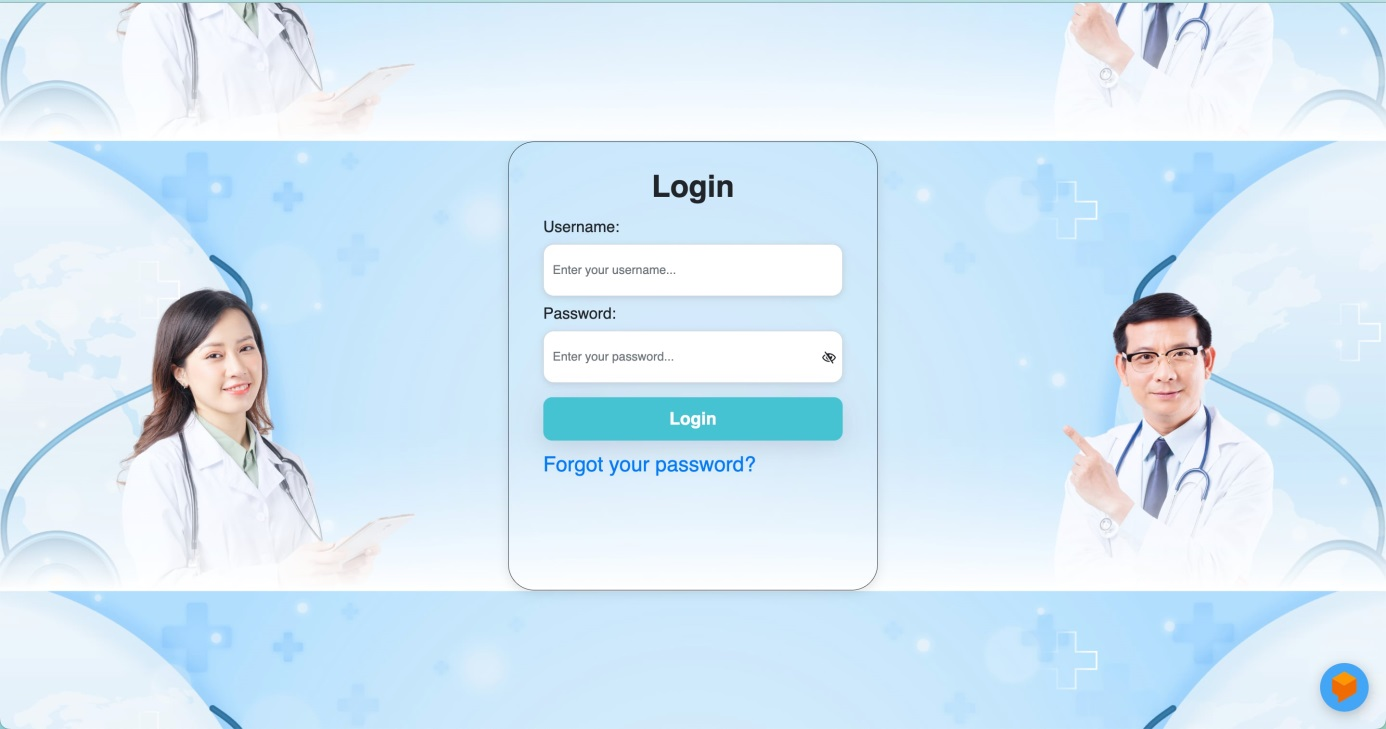 Login
Username:
Enter your username...
Password:
Enter your password...
Login
Forgot your password?